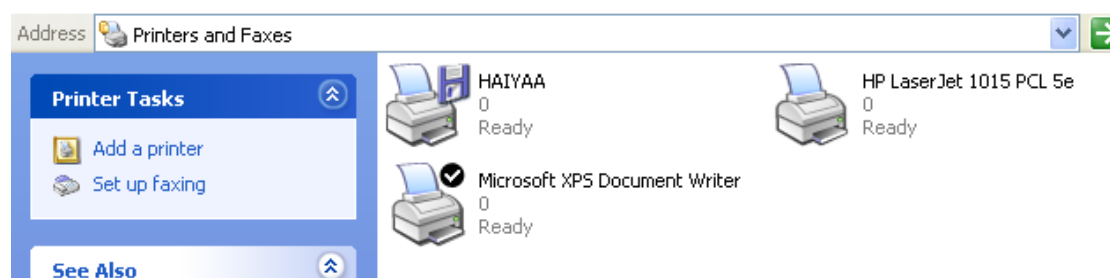 Address Printers and Faxes
Printer Tasks
Add a printer
Set up faxing
See Also
HAIYAA
0
Ready
HP LaserJet 1015 PCL 5e
0
Ready
Microsoft XPS Document Writer
0
Ready